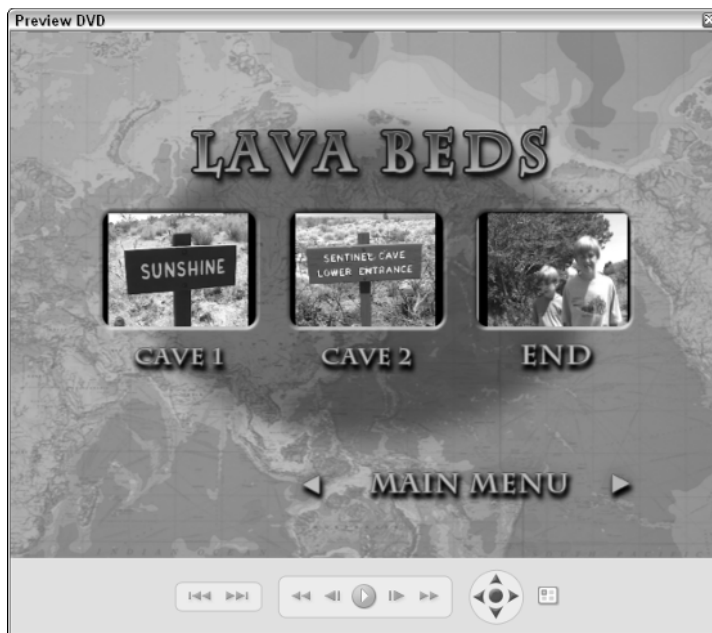 Preview DVD
LAVA BEDS
SUNSHINE
SENTINEL CAVE
LOWER ENTRANCE
CAVE 1
CAVE 2
END
MAIN MENU